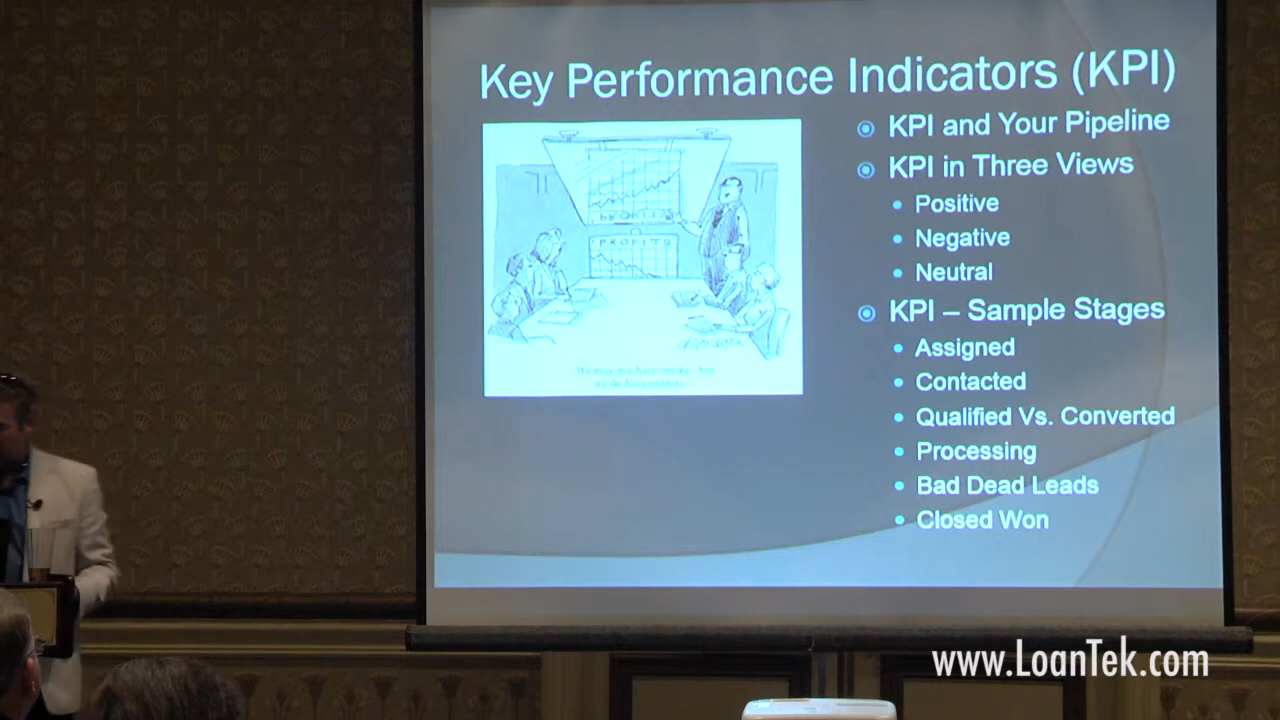 Key Performance Indicators (KPI)
KPI and Your Pipeline
KPI in Three Views
Positive
Negative
Neutral
KPI – Sample Stages
Assigned
Contacted
Qualified Vs. Converted
Processing
Bad Dead Leads
Closed Won
PROFITS
www.LoanTek.com